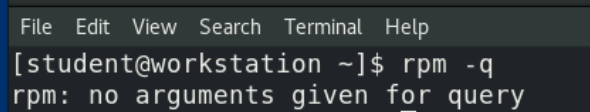 File Edit View Search Terminal Help
[student@workstation ~]$ rpm -q
rpm: no arguments given for query